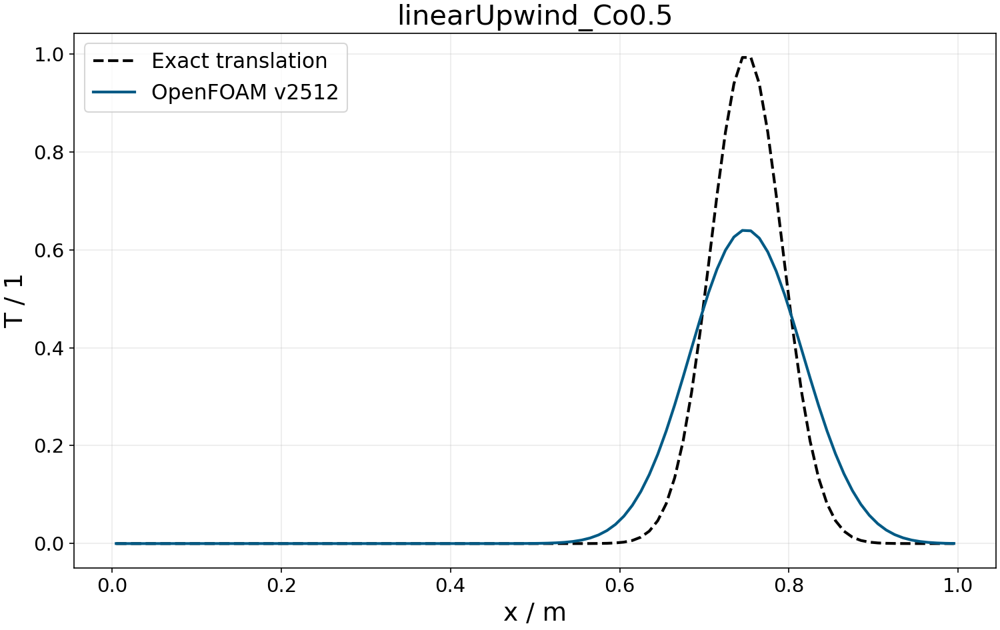 linearUpwind_Co0.5
Exact translation
OpenFOAM v2512
1.0
0.8
0.6
0.4
0.2
0.0
T / 1
0.0 0.2 0.4 0.6 0.8 1.0
x / m